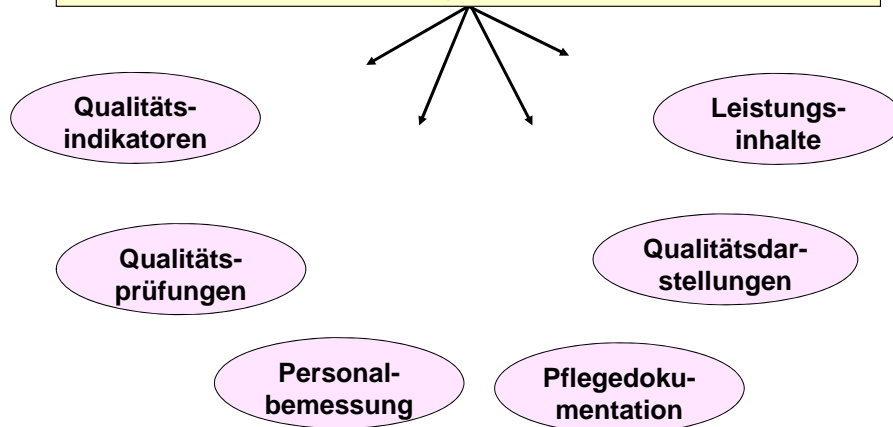 Qualitäts-
indikatoren
Leistungs-
inhalte
Qualitäts-
prüfungen
Qualitätsdar-
stellungen
Personal-
bemessung
Pflegedoku-
mentation